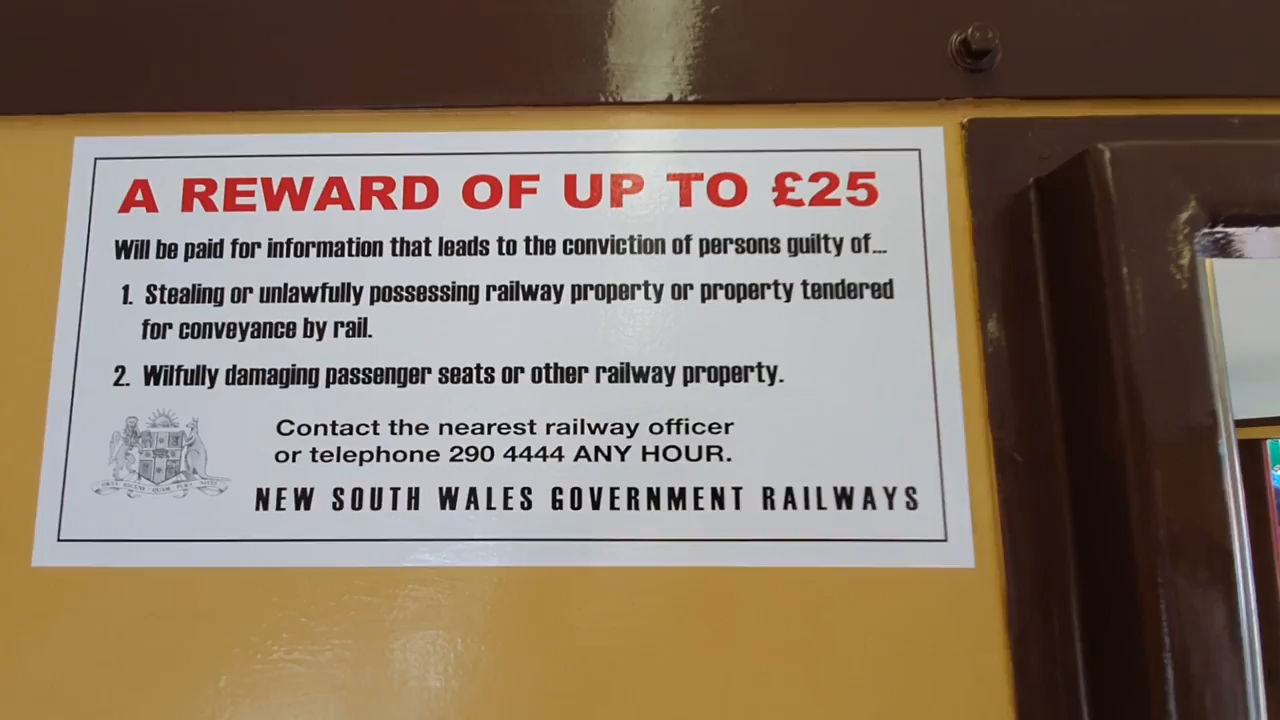 A REWARD OF UP TO £25
Will be paid for information that leads to the conviction of persons guilty of...
1. Stealing or unlawfully possessing railway property or property tendered
for conveyance by rail.
2. Wilfully damaging passenger seats or other railway property.
Contact the nearest railway officer
or telephone 290 4444 ANY HOUR.
NEW SOUTH WALES GOVERNMENT RAILWAYS